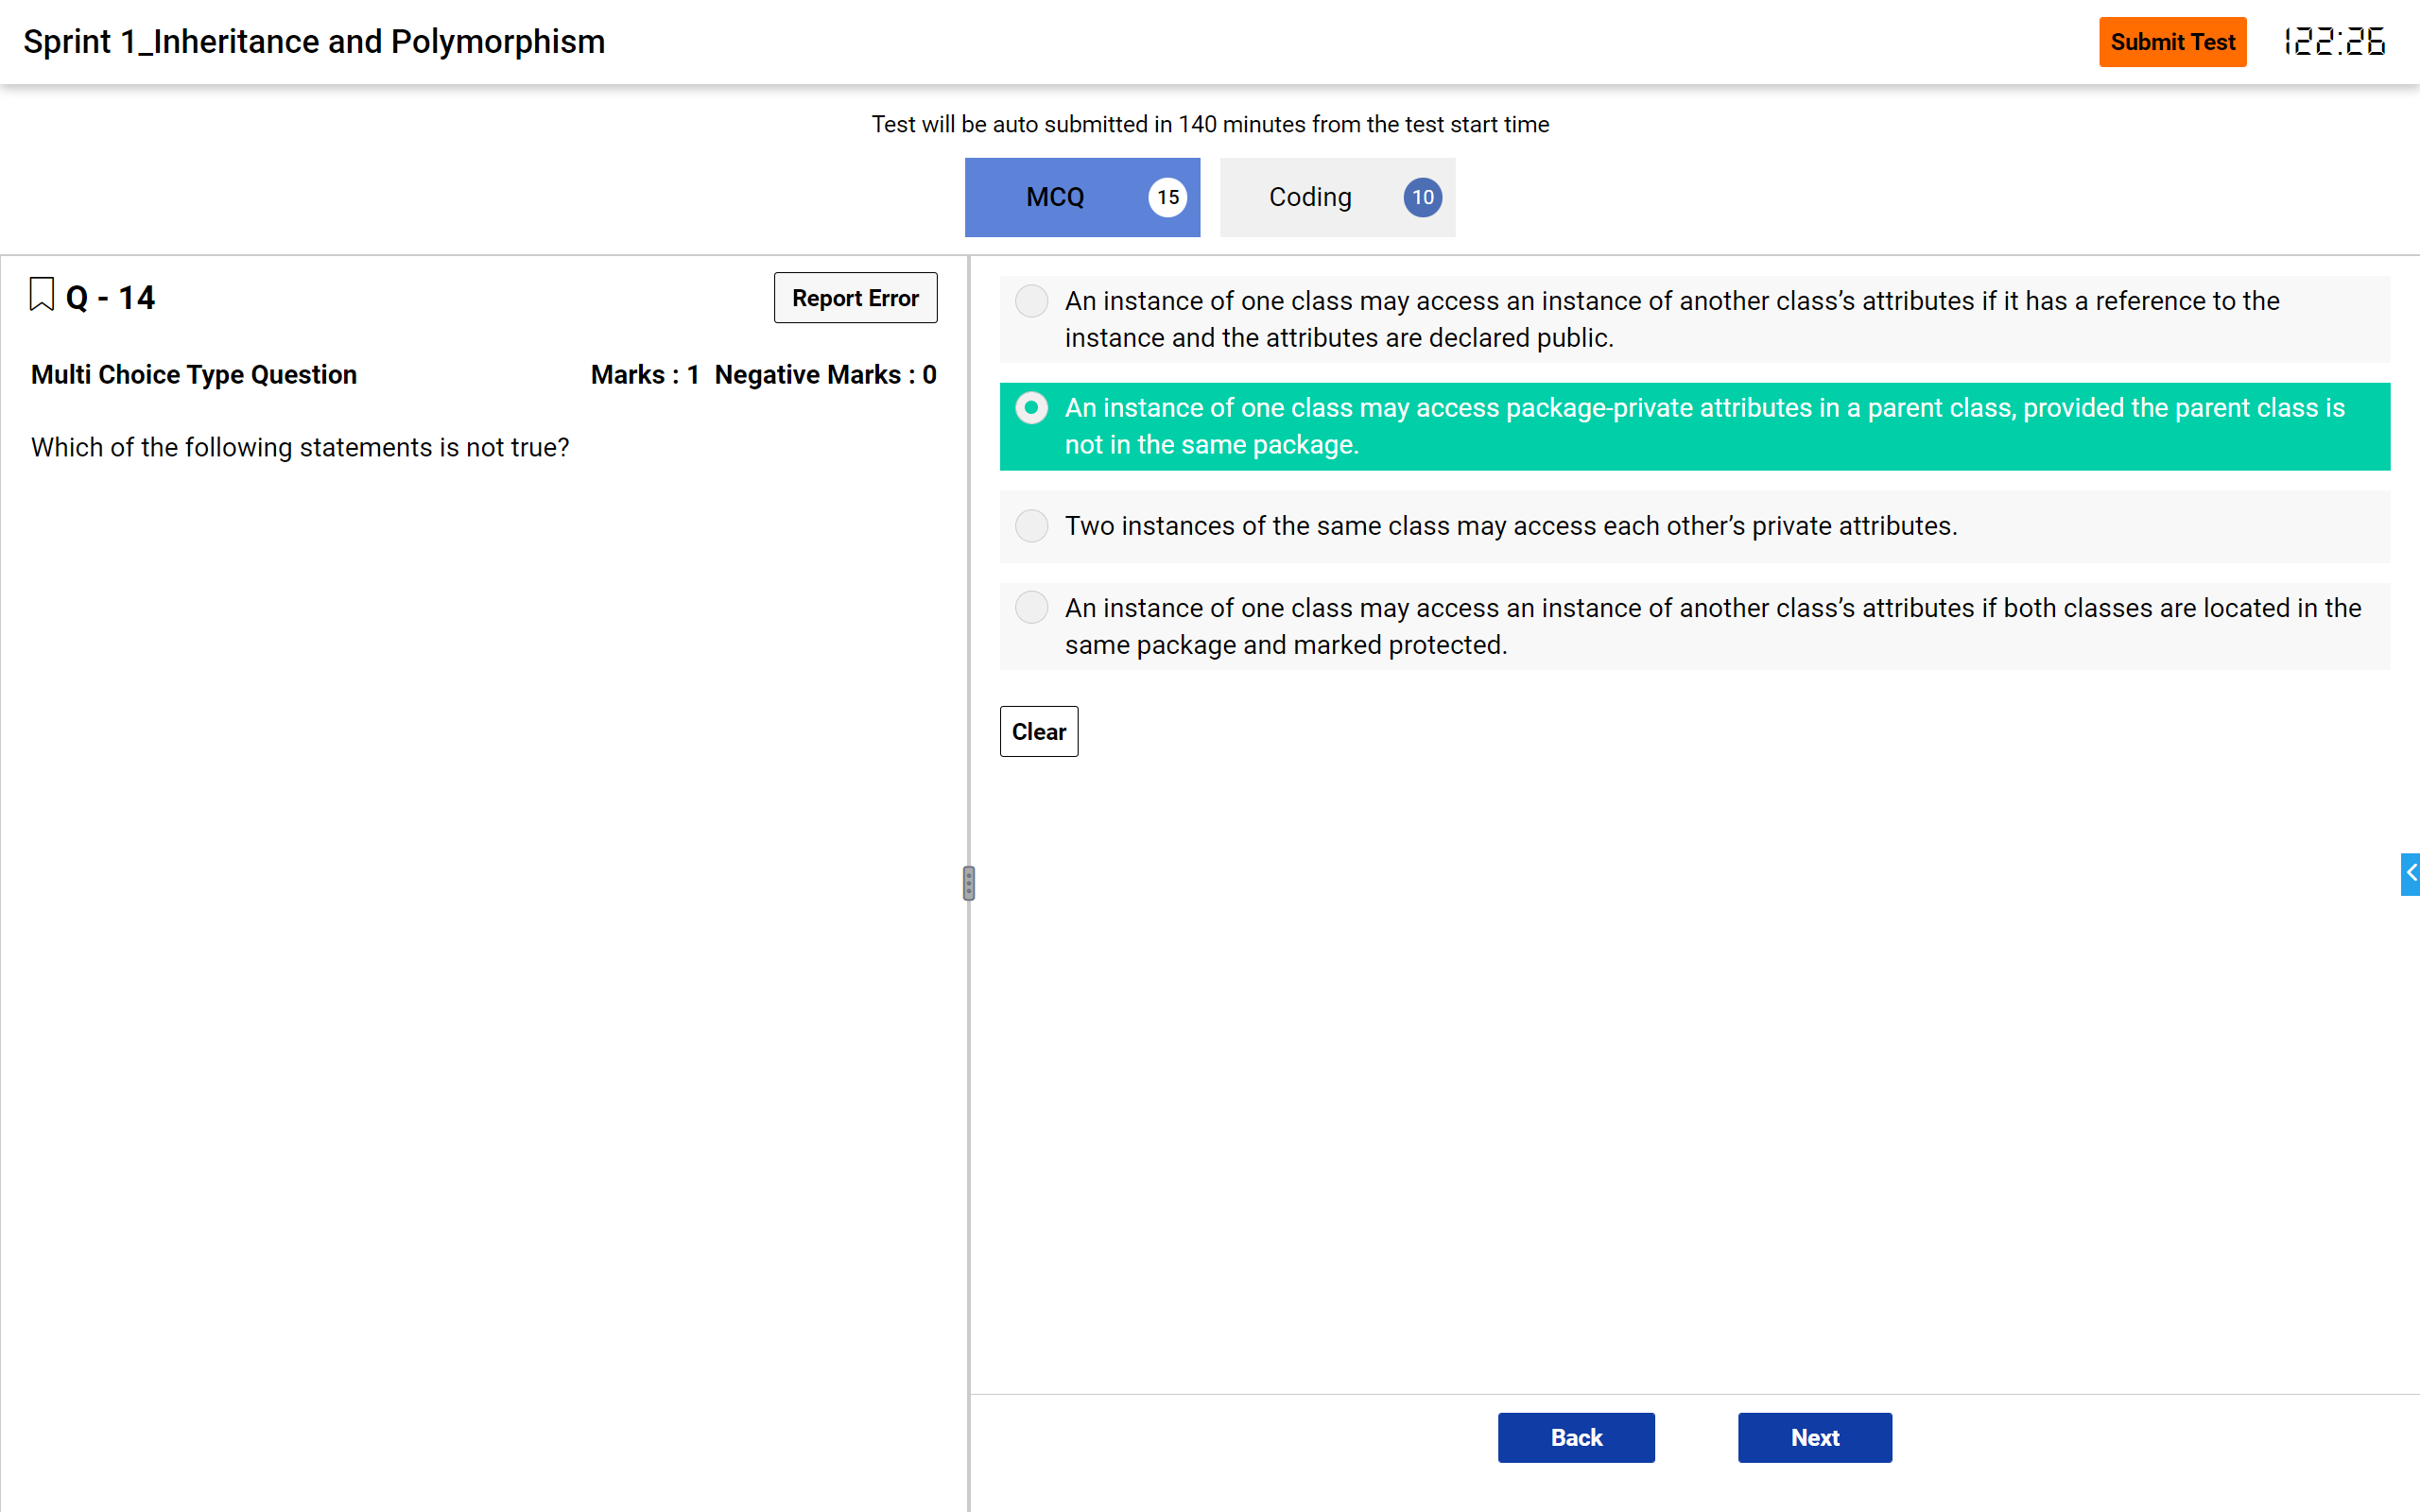 Sprint 1_Inheritance and Polymorphism
Submit Test
122:26
Test will be auto submitted in 140 minutes from the test start time
MCQ 15
Coding 10
Q - 14
Report Error
Multi Choice Type Question
Marks : 1 Negative Marks : 0
Which of the following statements is not true?
An instance of one class may access an instance of another class’s attributes if it has a reference to the
instance and the attributes are declared public.
An instance of one class may access package-private attributes in a parent class, provided the parent class is
not in the same package.
Two instances of the same class may access each other’s private attributes.
An instance of one class may access an instance of another class’s attributes if both classes are located in the
same package and marked protected.
Clear
Back
Next